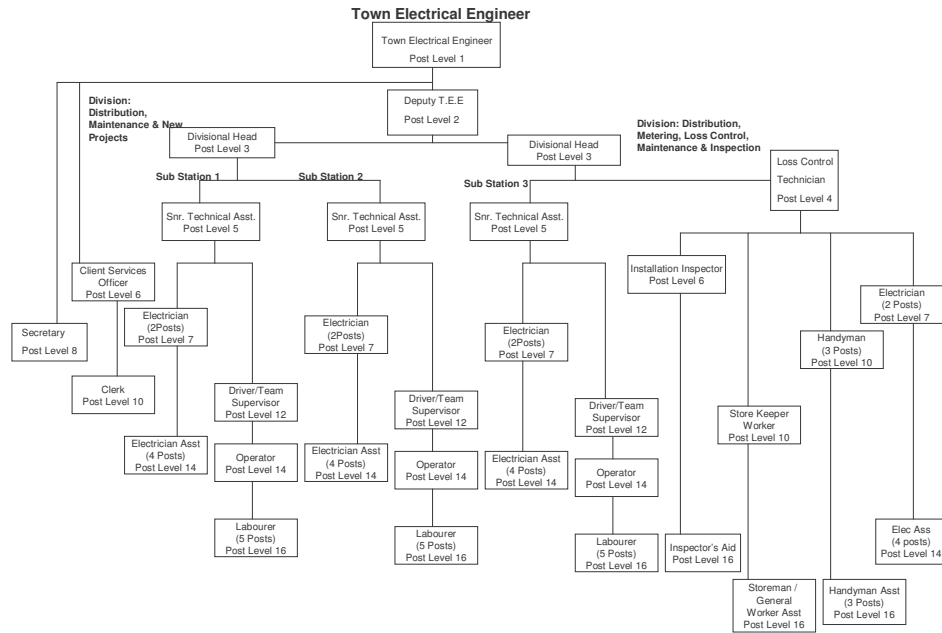 Town Electrical Engineer
Town Electrical Engineer
Post Level 1
Deputy T.E.E
Post Level 2
Division:
Distribution,
Maintenance & New
Projects
Divisional Head
Post Level 3
Division: Distribution,
Metering, Loss Control,
Maintenance & Inspection
Divisional Head
Post Level 3
Loss Control
Technician
Post Level 4
Sub Station 1
Sub Station 2
Sub Station 3
Snr. Technical Asst.
Post Level 5
Snr. Technical Asst.
Post Level 5
Snr. Technical Asst.
Post Level 5
Client Services
Officer
Post Level 6
Installation Inspector
Post Level 6
Electrician
(2 Posts)
Post Level 7
Secretary
Post Level 8
Electrician
(2Posts)
Post Level 7
Electrician
(2Posts)
Post Level 7
Electrician
(2Posts)
Post Level 7
Handyman
(3 Posts)
Post Level 10
Clerk
Post Level 10
Driver/Team
Supervisor
Post Level 12
Driver/Team
Supervisor
Post Level 12
Driver/Team
Supervisor
Post Level 12
Store Keeper
Worker
Post Level 10
Electrician Asst
(4 Posts)
Post Level 14
Operator
Post Level 14
Electrician Asst
(4 Posts)
Post Level 14
Operator
Post Level 14
Electrician Asst
(4 Posts)
Post Level 14
Operator
Post Level 14
Labourer
(5 Posts)
Post Level 16
Labourer
(5 Posts)
Post Level 16
Labourer
(5 Posts)
Post Level 16
Inspector's Aid
Post Level 16
Elec Ass
(4 posts)
Post Level 14
Storeman /
General
Worker Asst
Post Level 16
Handyman Asst
(3 Posts)
Post Level 16